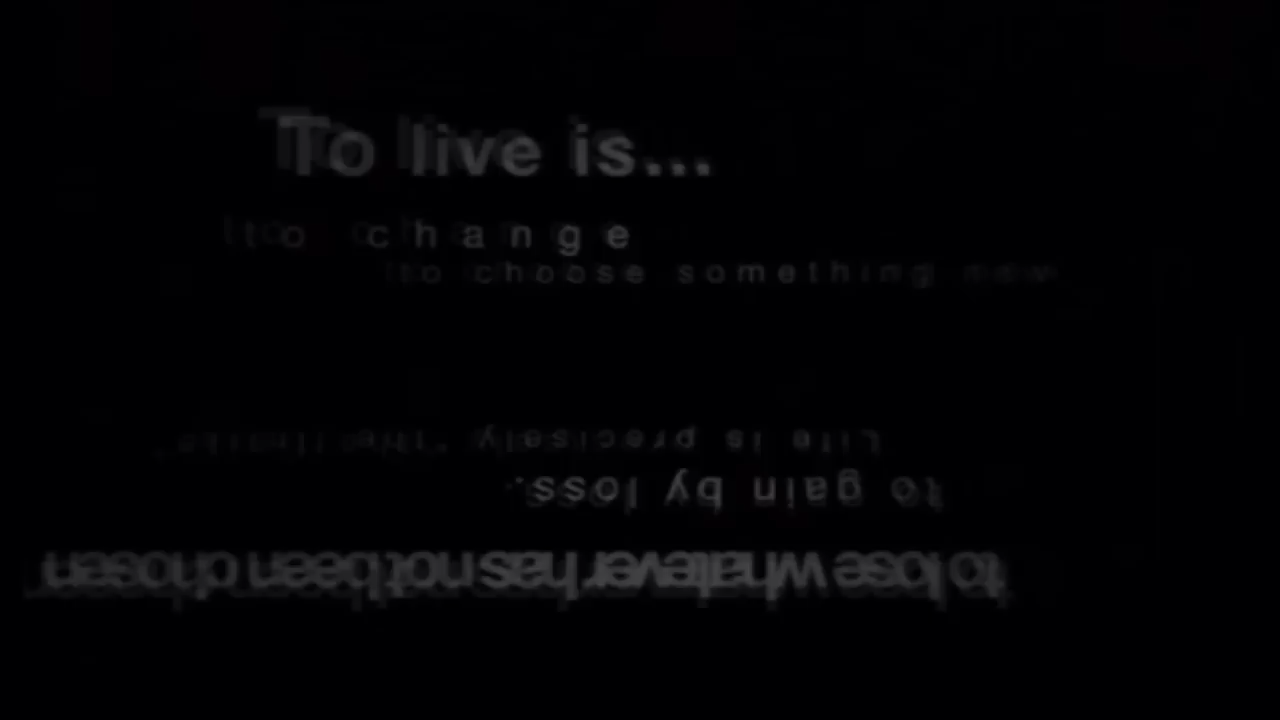 To live is...
to change
to choose something new
Life is precisely
to gain by loss.
to lose whatever has not been chosen